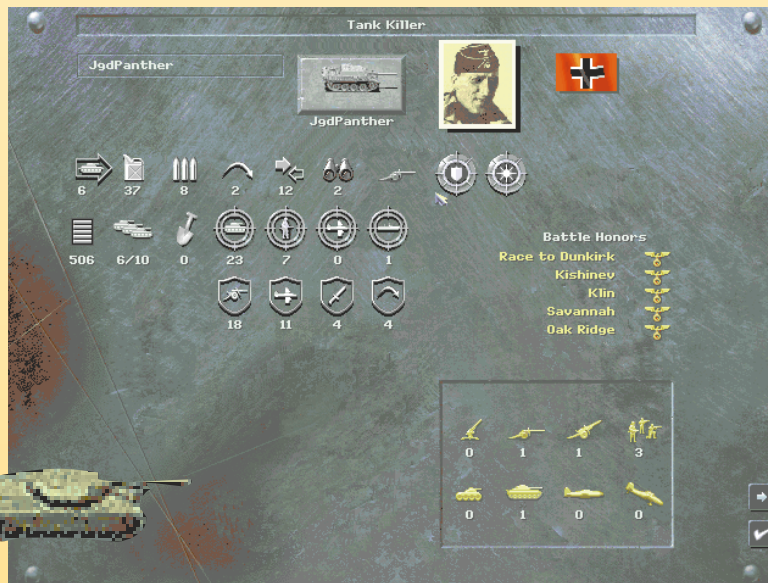 Tank Killer
JgdPanther
JgdPanther
6 37 8 2 12 2
506 6/10 0 23 7 0 1
18 11 4 4
Battle Honors
Race to Dunkirk
Kishinev
Klin
Savannah
Oak Ridge
0 1 1 3
0 1 0 0